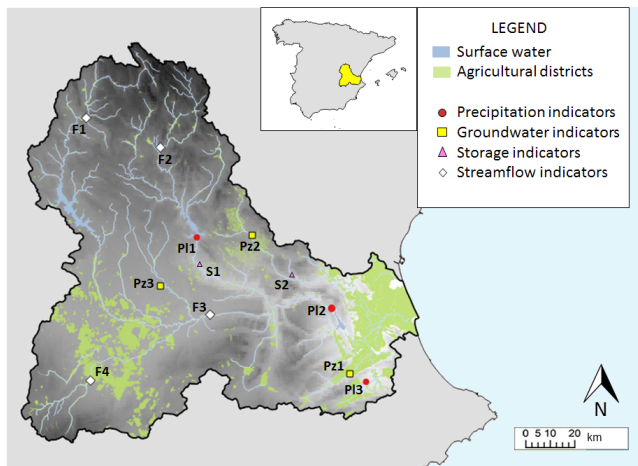 LEGEND
Surface water
Agricultural districts
Precipitation indicators
Groundwater indicators
Storage indicators
Streamflow indicators
F1
F2
Pl1
Pz2
S1
S2
Pz3
F3
Pl2
F4
Pz1
Pl3
N
0 5 10 20 km